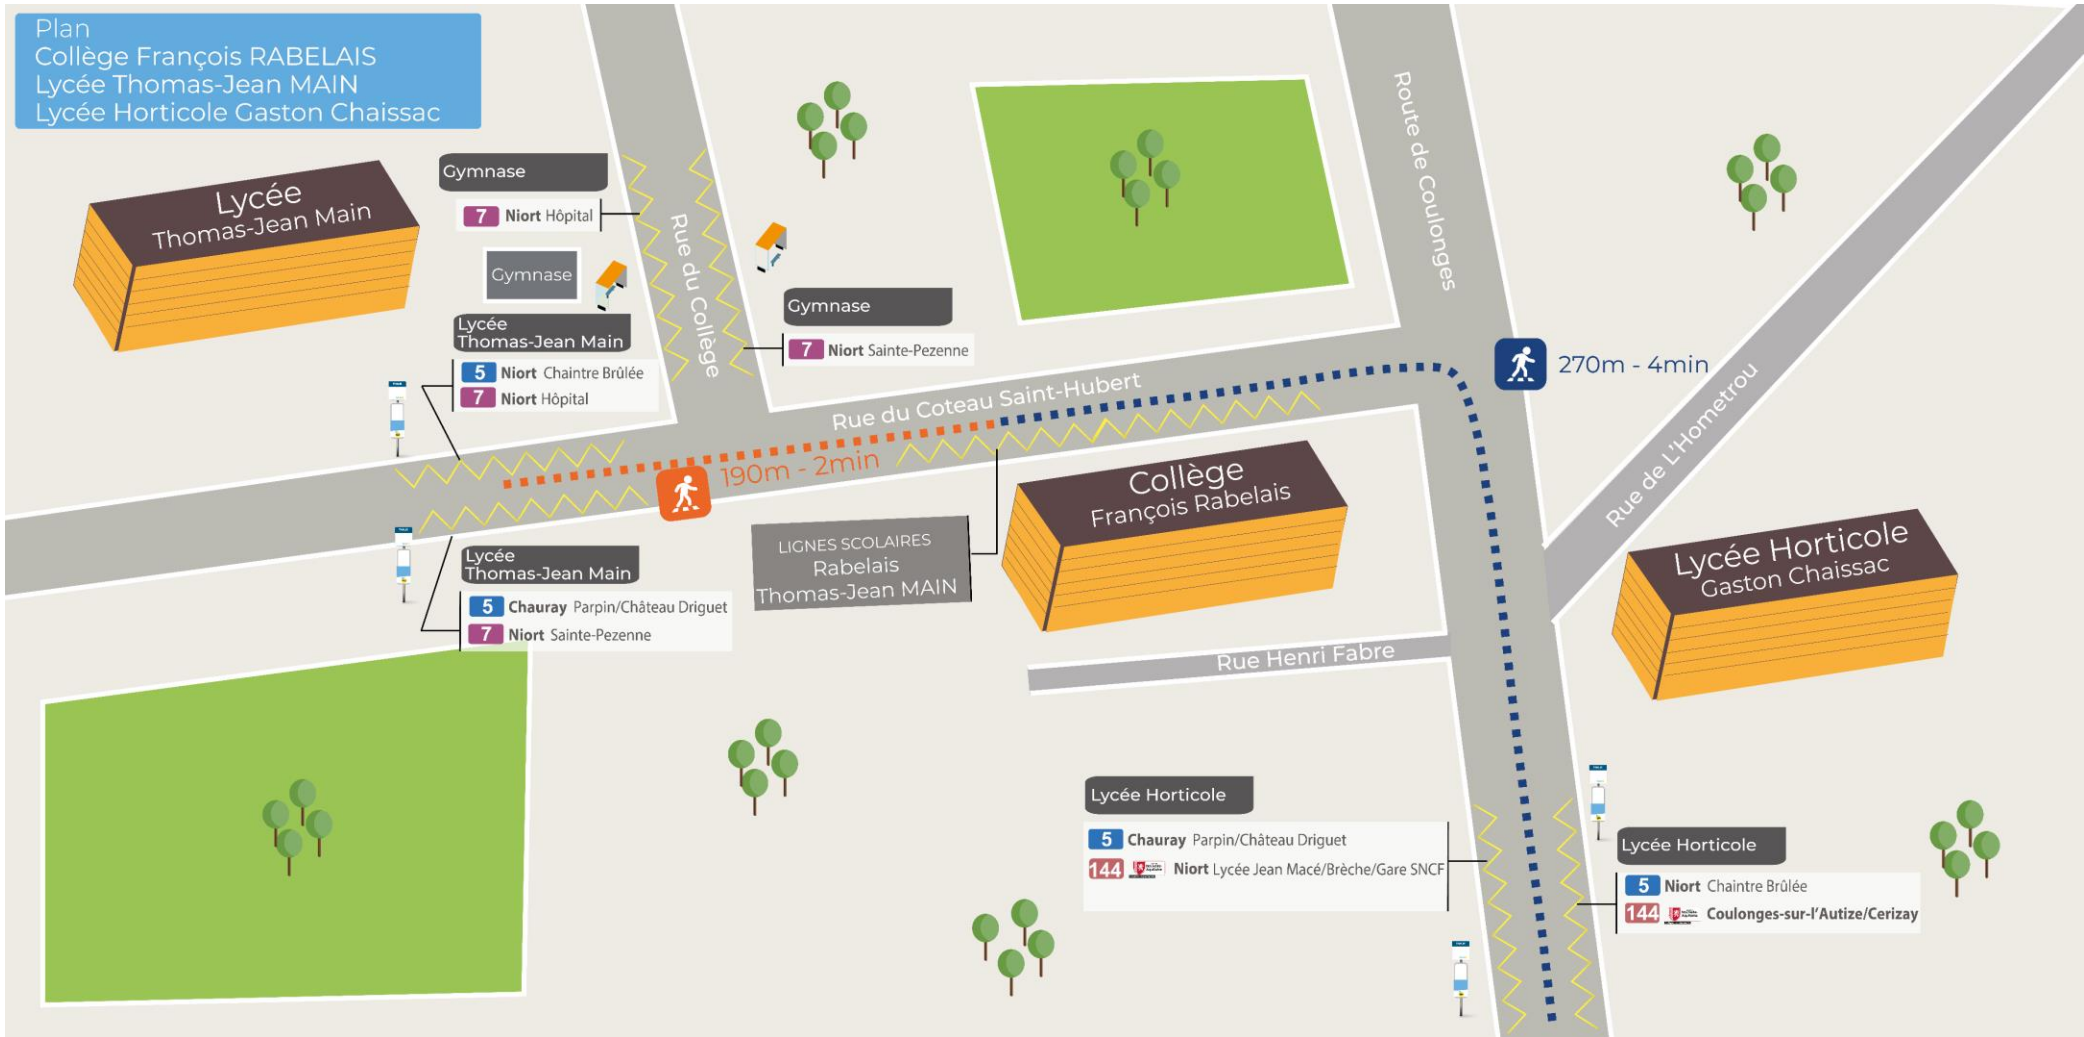 Plan
Collège François RABELAIS
Lycée Thomas-Jean MAIN
Lycée Horticole Gaston Chaissac
Lycée
Thomas-Jean Main
Gymnase
7 Niort Hôpital
Gymnase
Rue du Collège
Gymnase
7 Niort Sainte-Pezenne
Lycée
Thomas-Jean Main
5 Niort Chaintre Brûlée
7 Niort Hôpital
Route de Coulonges
270m - 4min
Rue de L'Hometrou
Rue du Coteau Saint-Hubert
190m - 2min
Collège
François Rabelais
LIGNES SCOLAIRES
Rabelais
Thomas-Jean MAIN
Lycée
Thomas-Jean Main
5 Chauray Parpin/Château Driguet
7 Niort Sainte-Pezenne
Lycée Horticole
Gaston Chaissac
Rue Henri Fabre
Lycée Horticole
5 Chauray Parpin/Château Driguet
144 Niort Lycée Jean Macé/Brèche/Gare SNCF
Lycée Horticole
5 Niort Chaintre Brûlée
144 Coulonges-sur-l'Autize/Cerizay